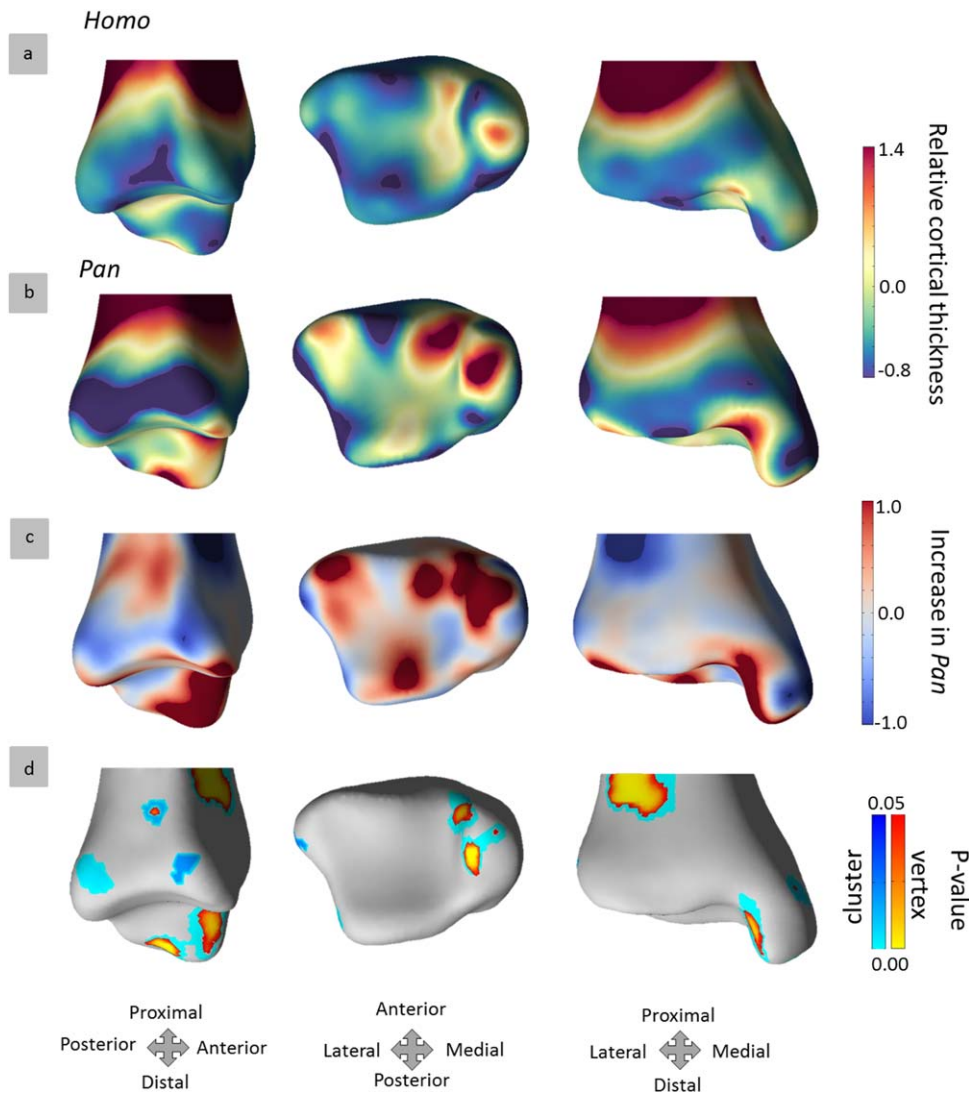 Homo
a
1.4
0.0
-0.8
Relative cortical thickness
Pan
b
c
1.0
0.0
-1.0
Increase in Pan
d
0.05
0.00
P-value
vertex
cluster
Proximal
Posterior
Anterior
Distal
Anterior
Lateral
Medial
Posterior
Proximal
Lateral
Medial
Distal